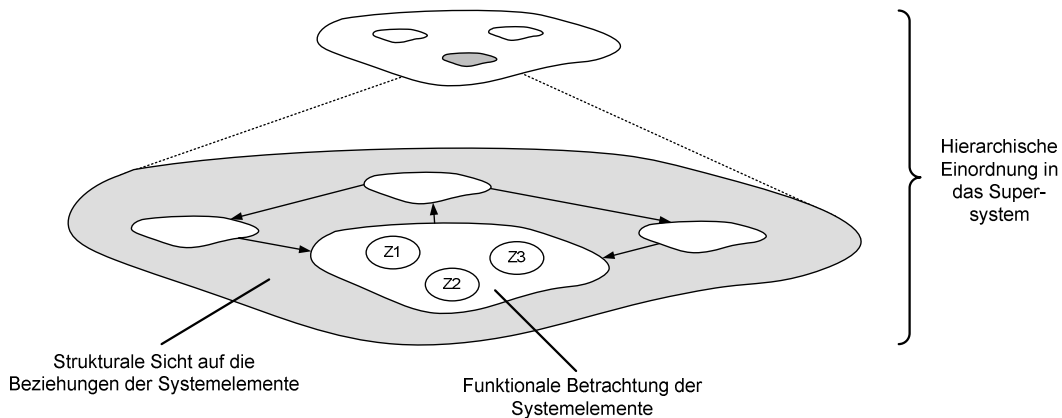 Hierarchische
Einordnung in
das Super-
system
Z1
Z3
Z2
Strukturale Sicht auf die
Beziehungen der Systemelemente
Funktionale Betrachtung der
Systemelemente